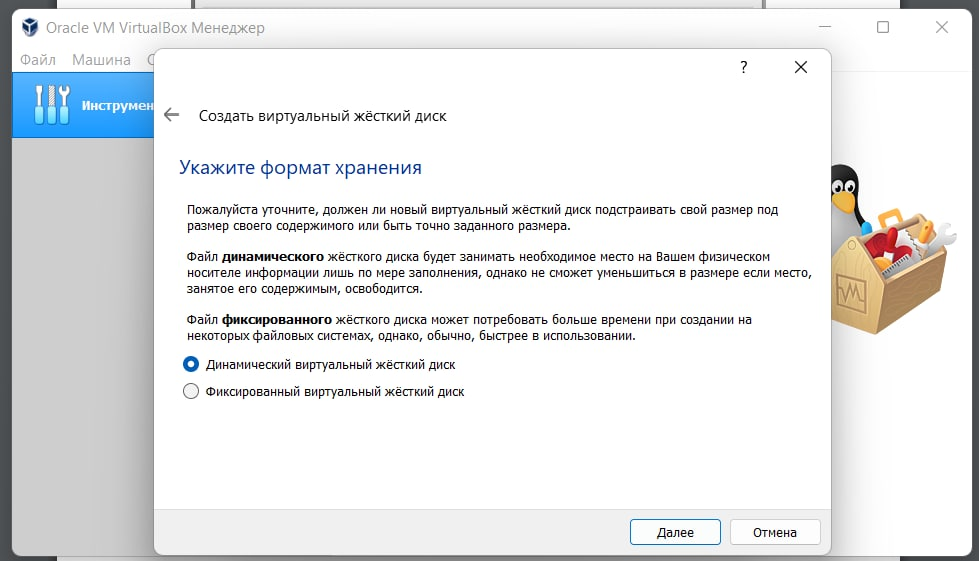 Oracle VM VirtualBox Менеджер
Файл Машина
?
Инструмен
Создать виртуальный жёсткий диск
Укажите формат хранения
Пожалуйста уточните, должен ли новый виртуальный жёсткий диск подстраивать свой размер под
размер своего содержимого или быть точно заданного размера.
Файл динамического жёсткого диска будет занимать необходимое место на Вашем физическом
носителе информации лишь по мере заполнения, однако не сможет уменьшиться в размере если место,
занятое его содержимым, освободится.
Файл фиксированного жёсткого диска может потребовать больше времени при создании на
некоторых файловых системах, однако, обычно, быстрее в использовании.
Динамический виртуальный жёсткий диск
Фиксированный виртуальный жёсткий диск
Далее Отмена